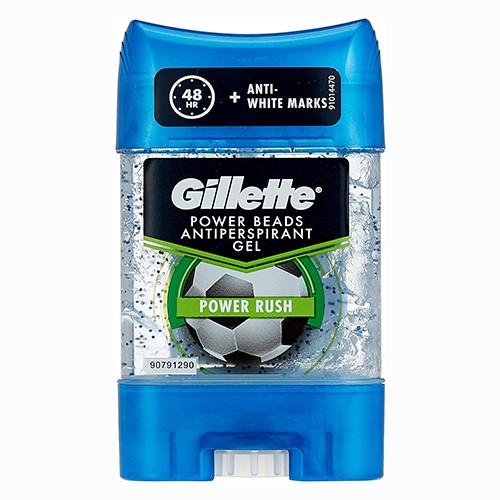 48
HR
+ ANTI-
WHITE MARKS
91014470
Gillette®
POWER BEADS
ANTIPERSPIRANT
GEL
POWER RUSH
90791290